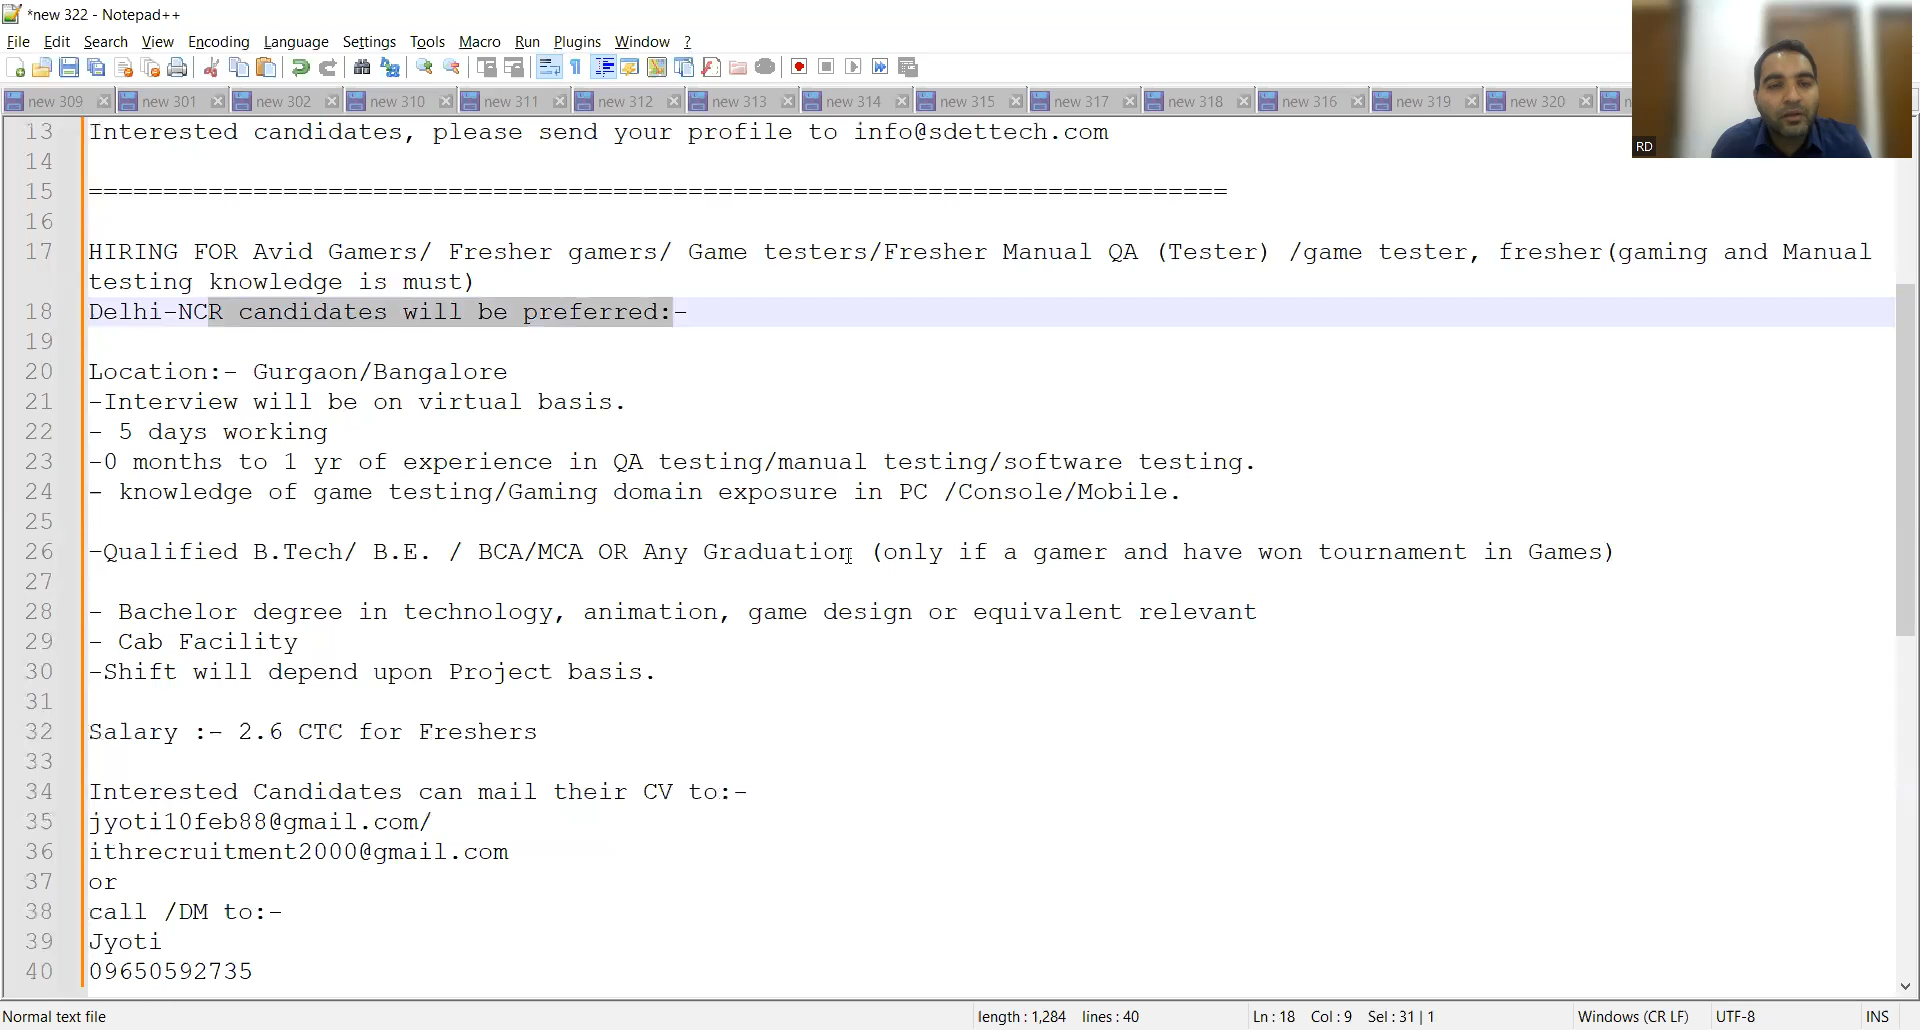 *new 322 - Notepad++
File Edit Search View Encoding Language Settings Tools Macro Run Plugins Window ?
new 309 new 301 new 302 new 310 new 311 new 312 new 313 new 314 new 315 new 317 new 318 new 316 new 319 new 320
RD
13 Interested candidates, please send your profile to info@sdettech.com
14
15 ============================================================================
16
17 HIRING FOR Avid Gamers/ Fresher gamers/ Game testers/Fresher Manual QA (Tester) /game tester, fresher(gaming and Manual
testing knowledge is must)
18 Delhi-NCR candidates will be preferred:-
19
20 Location:- Gurgaon/Bangalore
21 -Interview will be on virtual basis.
22 - 5 days working
23 -0 months to 1 yr of experience in QA testing/manual testing/software testing.
24 - knowledge of game testing/Gaming domain exposure in PC /Console/Mobile.
25
26 -Qualified B.Tech/ B.E. / BCA/MCA OR Any Graduation (only if a gamer and have won tournament in Games)
27
28 - Bachelor degree in technology, animation, game design or equivalent relevant
29 - Cab Facility
30 -Shift will depend upon Project basis.
31
32 Salary :- 2.6 CTC for Freshers
33
34 Interested Candidates can mail their CV to:-
35 jyoti10feb88@gmail.com/
36 ithrecruitment2000@gmail.com
37 or
38 call /DM to:-
39 Jyoti
40 09650592735
Normal text file length : 1,284 lines : 40 Ln : 18 Col : 9 Sel : 31 | 1 Windows (CR LF) UTF-8 INS